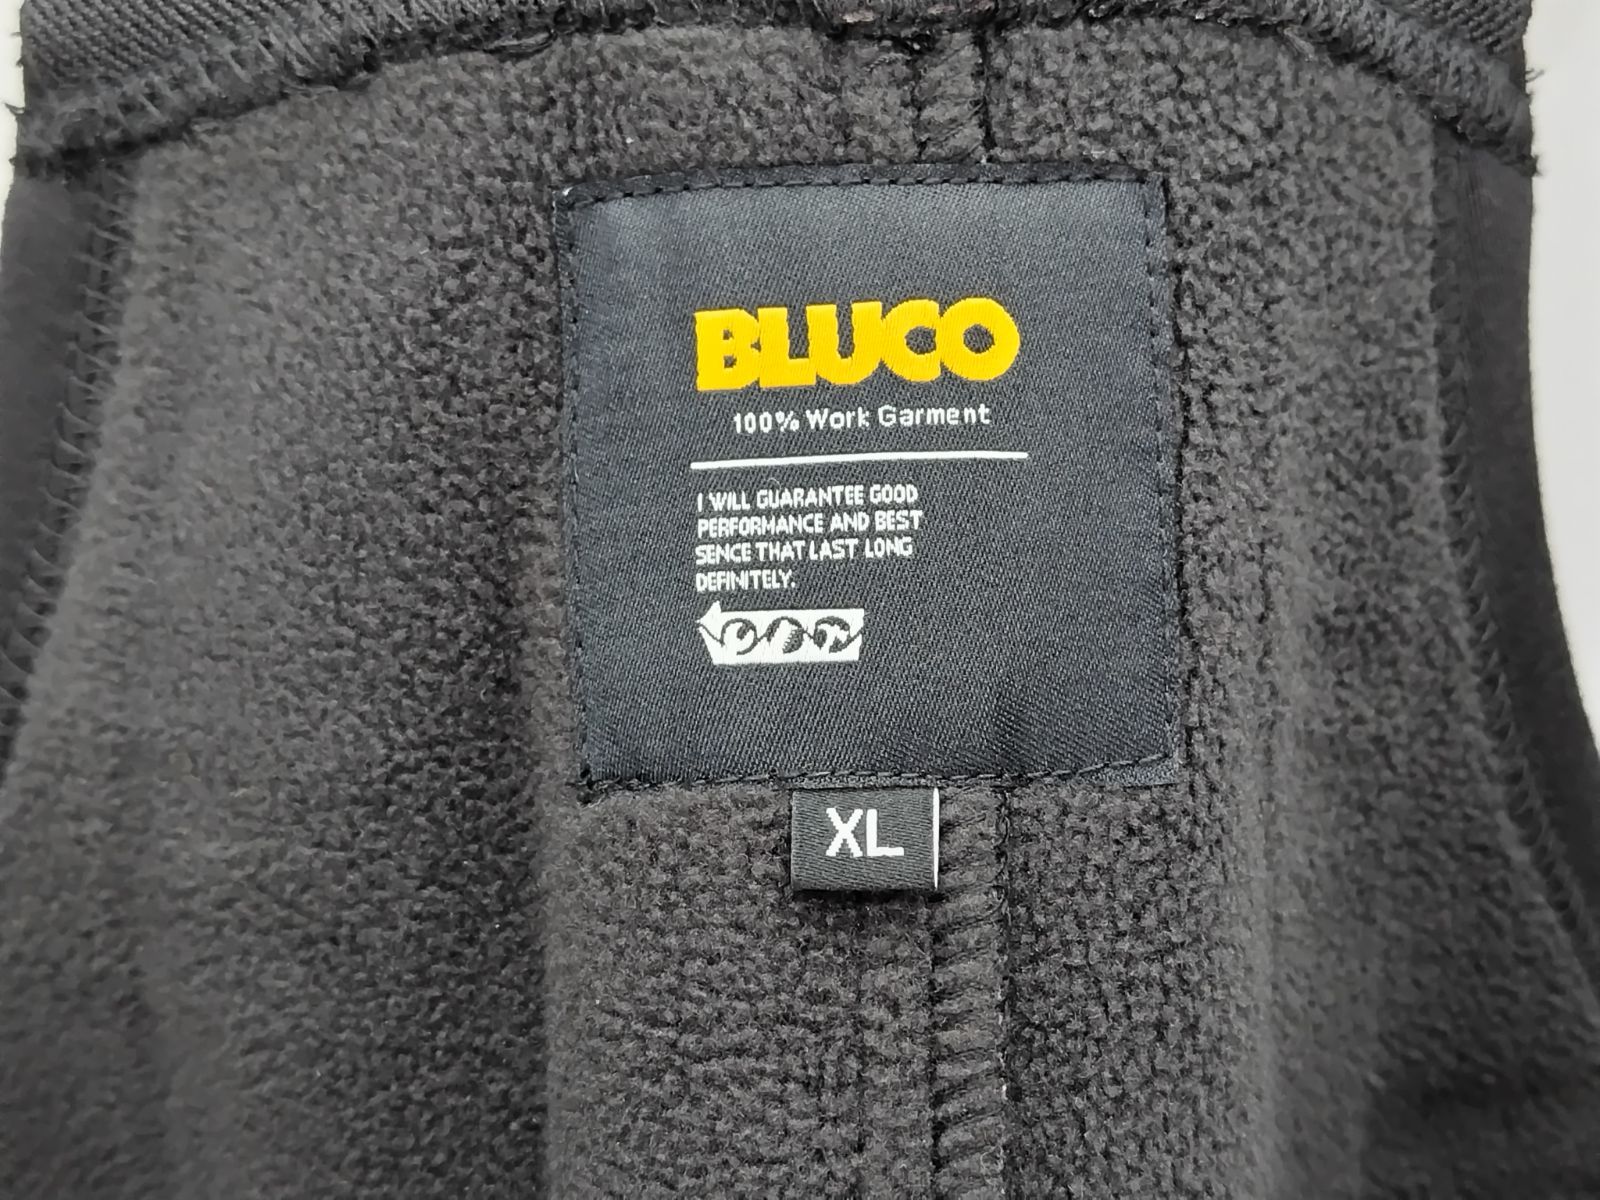 BLUCO
100% Work Garment
I WILL GUARANTEE GOOD
PERFORMANCE AND BEST
SENCE THAT LAST LONG
DEFINITELY.
XL